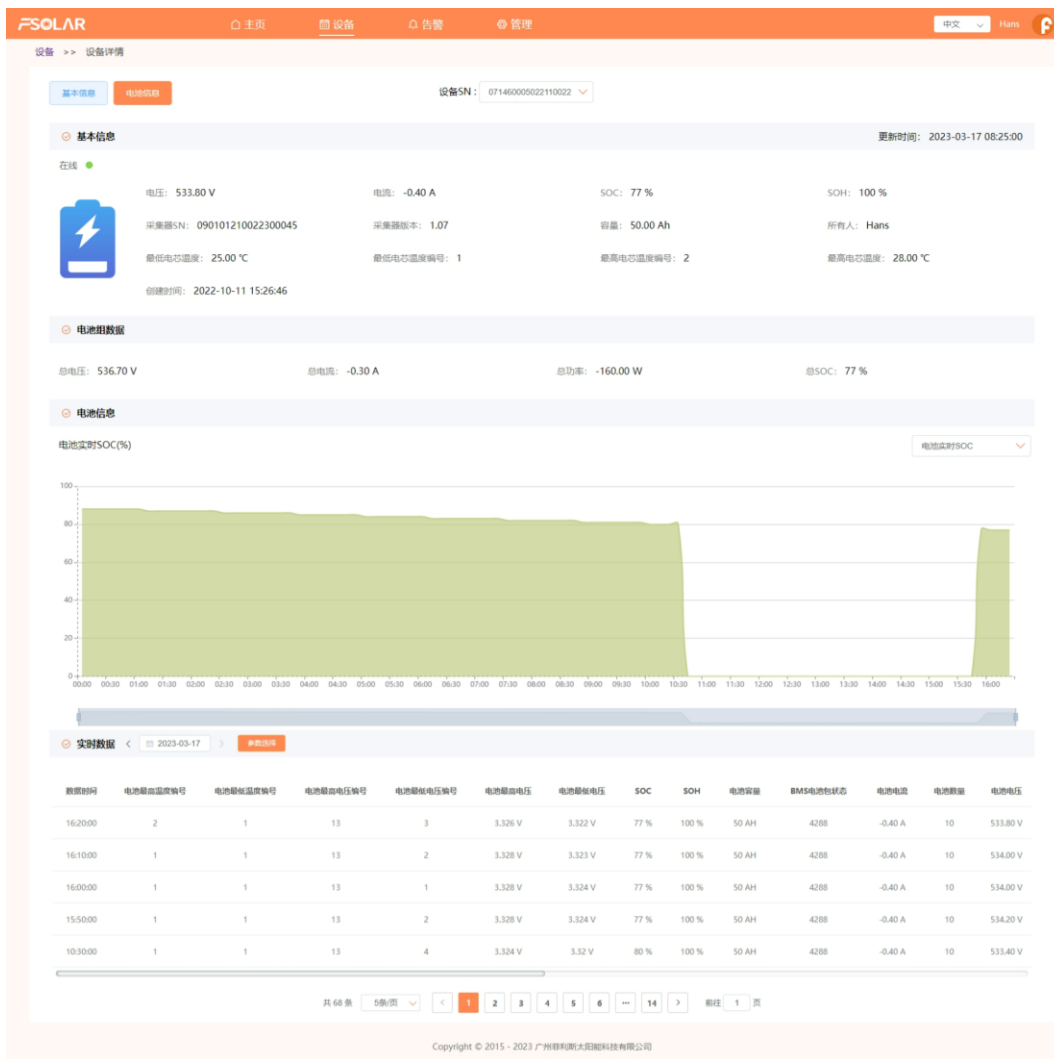 FSOLAR 主页 设备 告警 管理 中文 Hans
设备 >> 设备详情
基本信息 电池信息 设备SN： 071460005022110022
基本信息 更新时间： 2023-03-17 08:25:00
在线
电压： 533.80 V 电流： -0.40 A SOC： 77 % SOH： 100 %
采集器SN： 090101210022300045 采集器版本： 1.07 容量： 50.00 Ah 所有人： Hans
最低电芯温度： 25.00 ℃ 最低电芯温度编号： 1 最高电芯温度编号： 2 最高电芯温度： 28.00 ℃
创建时间： 2022-10-11 15:26:46
电池组数据
总电压： 536.70 V 总电流： -0.30 A 总功率： -160.00 W 总SOC： 77 %
电池信息
电池实时SOC(%) 电池实时SOC
100
80
60
40
20
0
00:00 00:30 01:00 01:30 02:00 02:30 03:00 03:30 04:00 04:30 05:00 05:30 06:00 06:30 07:00 07:30 08:00 08:30 09:00 09:30 10:00 10:30 11:00 11:30 12:00 12:30 13:00 13:30 14:00 14:30 15:00 15:30 16:00
实时数据 < 2023-03-17 > 参数选择
数据时间 电池最高温度编号 电池最低温度编号 电池最高电压编号 电池最低电压编号 电池最高电压 电池最低电压 SOC SOH 电池容量 BMS电池包状态 电池电流 电池数量 电池电压
16:20:00 2 1 13 3 3.326 V 3.322 V 77 % 100 % 50 AH 4288 -0.40 A 10 533.80 V
16:10:00 1 1 13 2 3.328 V 3.323 V 77 % 100 % 50 AH 4288 -0.40 A 10 534.00 V
16:00:00 1 1 13 1 3.328 V 3.324 V 77 % 100 % 50 AH 4288 -0.40 A 10 534.00 V
15:50:00 1 1 13 2 3.328 V 3.324 V 77 % 100 % 50 AH 4288 -0.40 A 10 534.20 V
10:30:00 1 1 13 4 3.324 V 3.32 V 80 % 100 % 50 AH 4288 -0.40 A 10 533.40 V
共 68 条 5条/页 < 1 2 3 4 5 6 ··· 14 > 前往 1 页
Copyright © 2015 - 2023 广州菲利斯太阳能科技有限公司